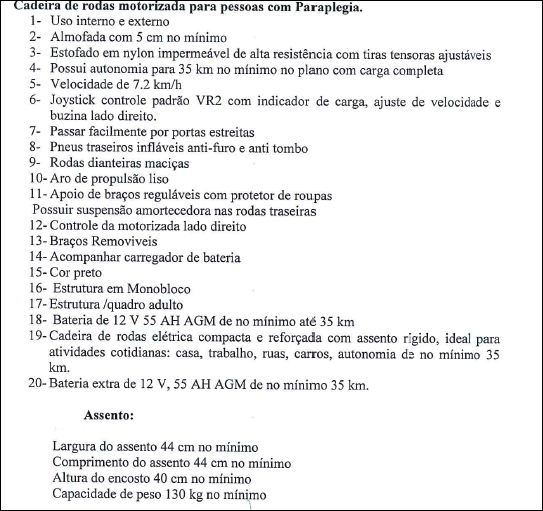 Cadeira de rodas motorizada para pessoas com Paraplegia.
1- Uso interno e externo
2- Almofada com 5 cm no mínimo
3- Estofado em nylon impermeável de alta resistência com tiras tensoras ajustáveis
4- Possui autonomia para 35 km no mínimo no plano com carga completa
5- Velocidade de 7.2 km/h
6- Joystick controle padrão VR2 com indicador de carga, ajuste de velocidade e
buzina lado direito.
7- Passar facilmente por portas estreitas
8- Pneus traseiros infláveis anti-furo e anti tombo
9- Rodas dianteiras maciças
10- Aro de propulsão liso
11- Apoio de braços reguláveis com protetor de roupas
Possuir suspensão amortecedora nas rodas traseiras
12- Controle da motorizada lado direito
13- Braços Removiveis
14- Acompanhar carregador de bateria
15- Cor preto
16- Estrutura em Monobloco
17- Estrutura /quadro adulto
18- Bateria de 12 V 55 AH AGM de no mínimo até 35 km
19- Cadeira de rodas elétrica compacta e reforçada com assento rígido, ideal para
atividades cotidianas: casa, trabalho, ruas, carros, autonomia de no mínimo 35
km.
20- Bateria extra de 12 V, 55 AH AGM de no mínimo 35 km.
Assento:
Largura do assento 44 cm no mínimo
Comprimento do assento 44 cm no mínimo
Altura do encosto 40 cm no mínimo
Capacidade de peso 130 kg no mínimo